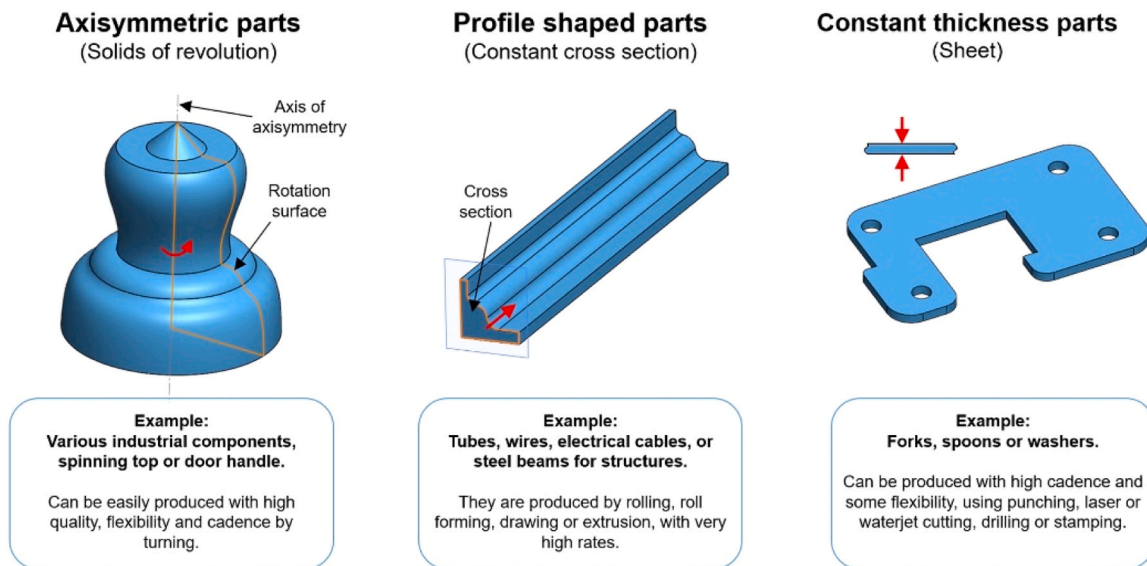 Axisymmetric parts
(Solids of revolution)
Axis of
axisymmetry
Rotation
surface
Example:
Various industrial components,
spinning top or door handle.
Can be easily produced with high
quality, flexibility and cadence by
turning.
Profile shaped parts
(Constant cross section)
Cross
section
Example:
Tubes, wires, electrical cables, or
steel beams for structures.
They are produced by rolling, roll
forming, drawing or extrusion, with very
high rates.
Constant thickness parts
(Sheet)
Example:
Forks, spoons or washers.
Can be produced with high cadence and
some flexibility, using punching, laser or
waterjet cutting, drilling or stamping.